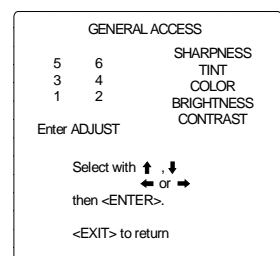 GENERAL ACCESS
5 6
3 4
1 2
Enter ADJUST
SHARPNESS
TINT
COLOR
BRIGHTNESS
CONTRAST
Select with ↑ , ↓
← or →
then <ENTER>.
<EXIT> to return